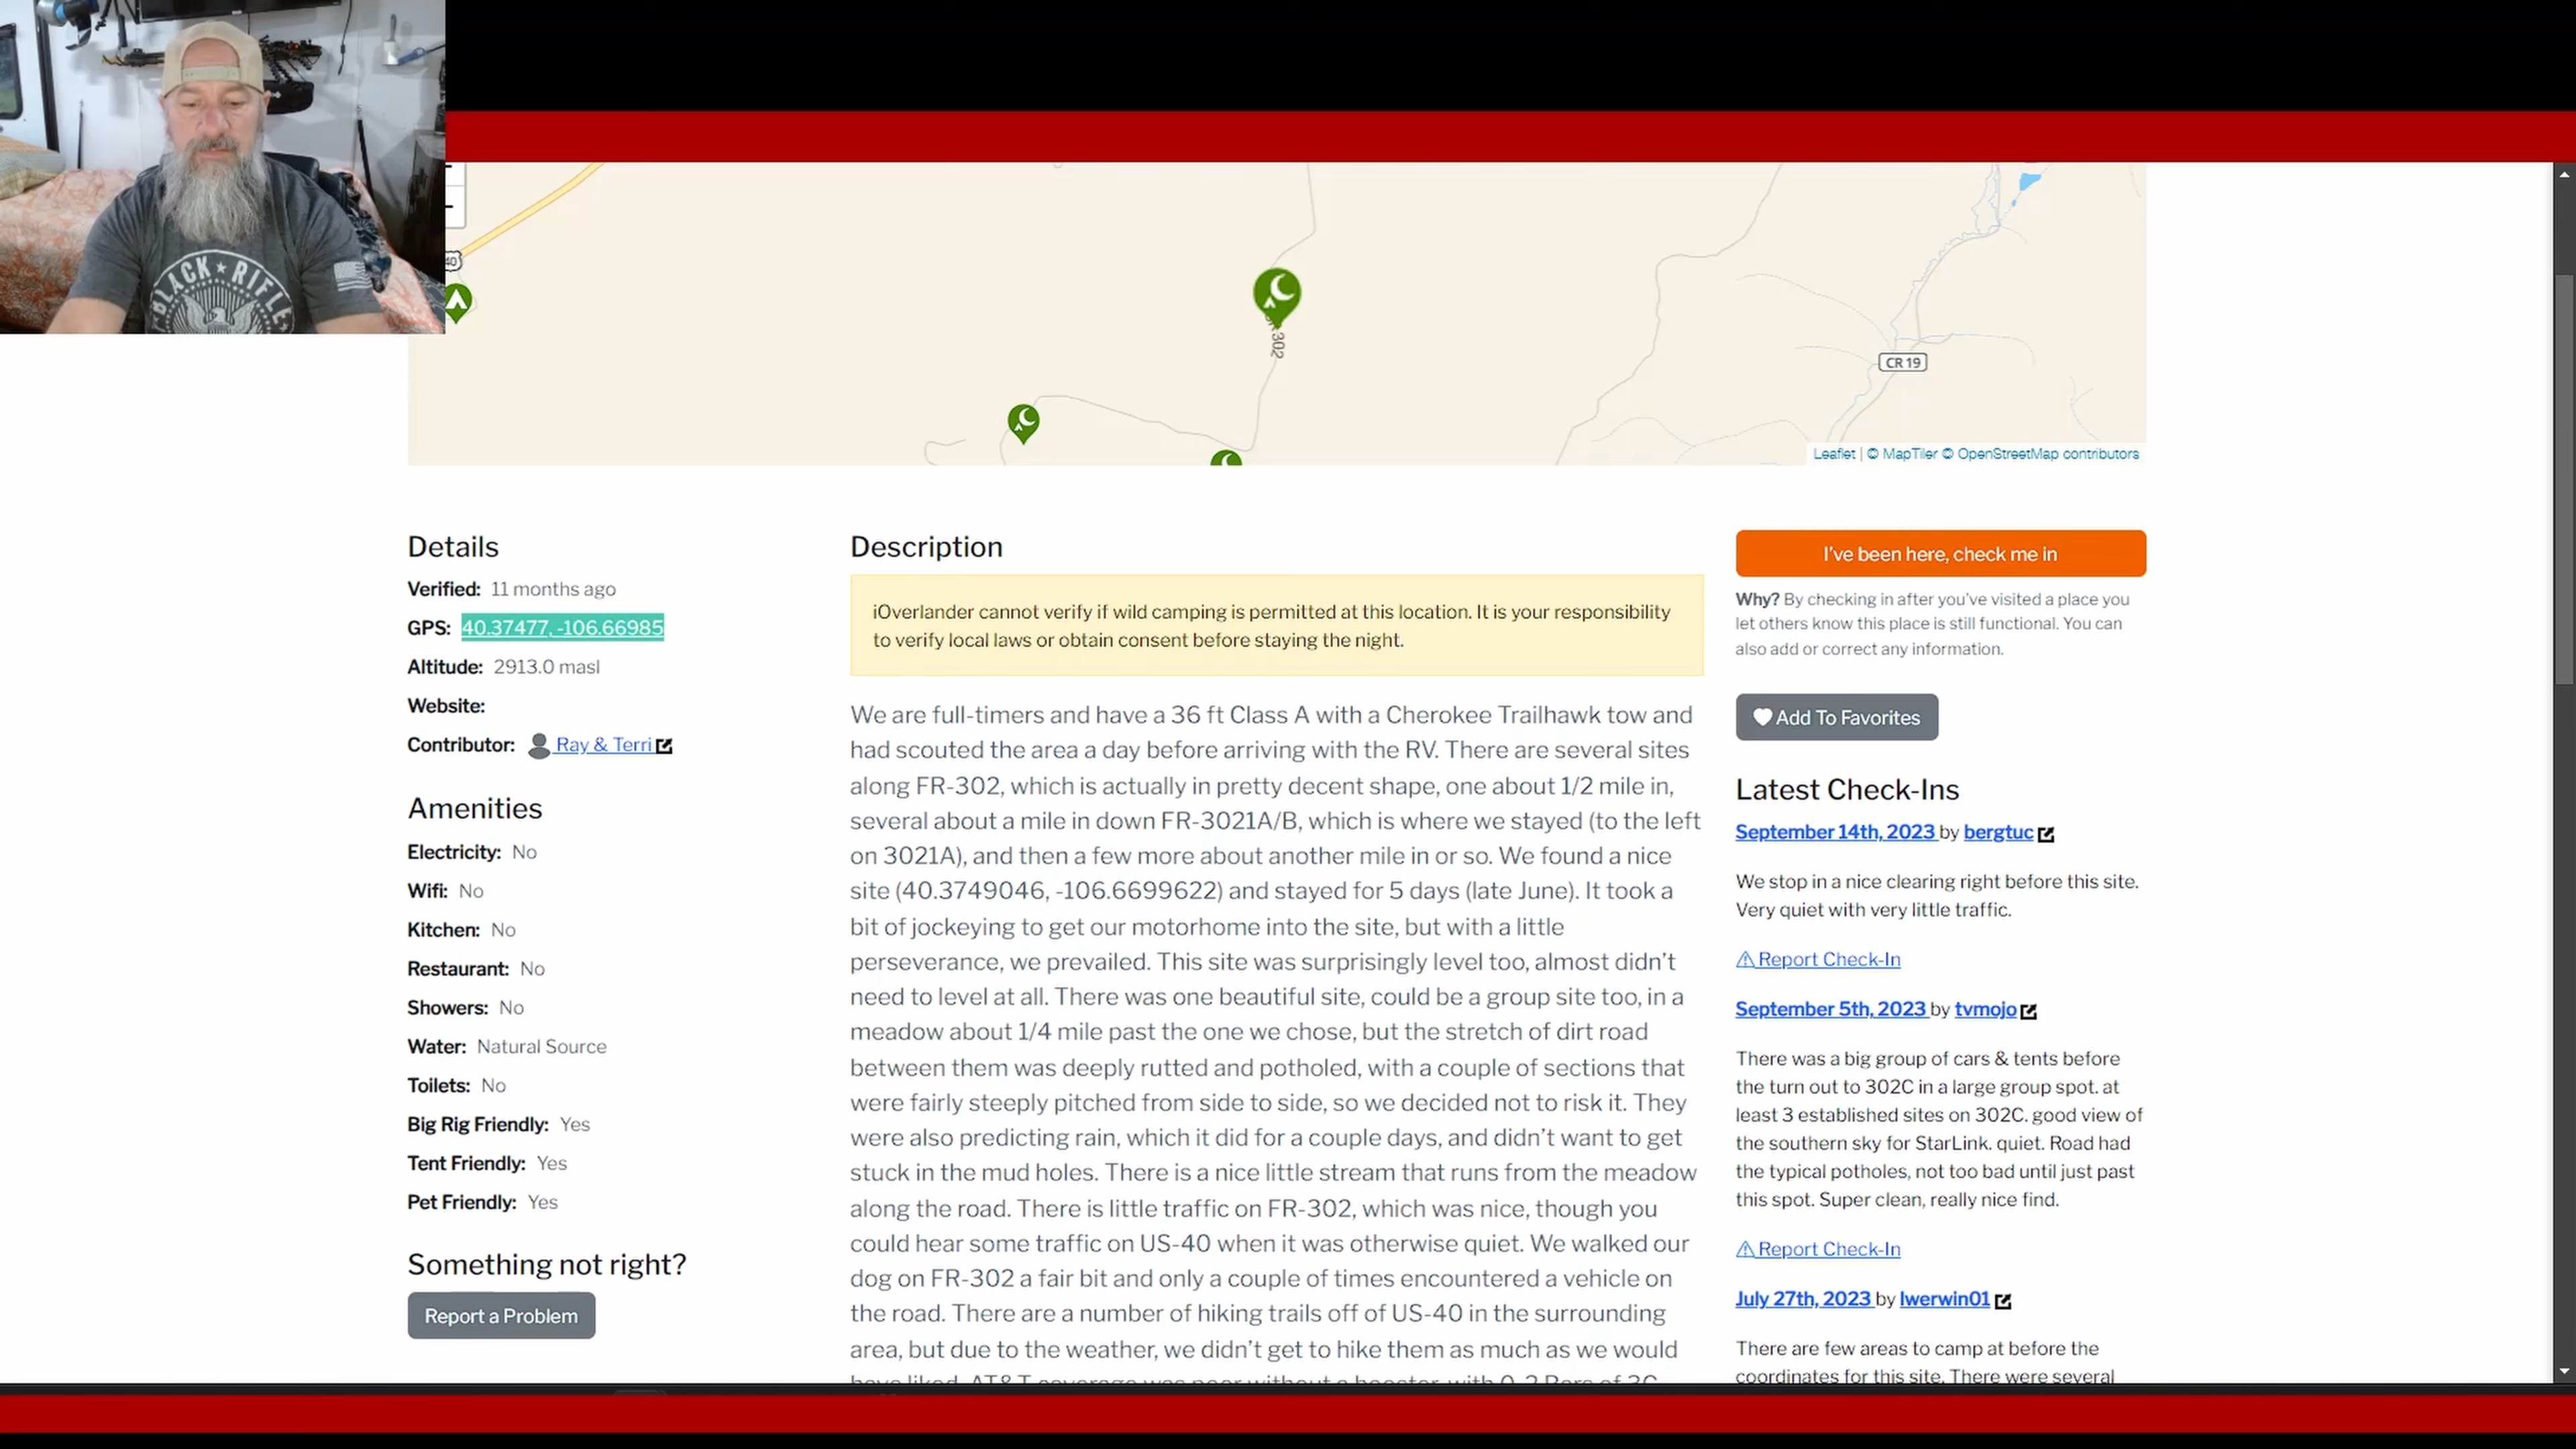 BLACK ★ RIFLE
40
302
CR 19
Leaflet | © MapTiler © OpenStreetMap contributors
Details
Verified: 11 months ago
GPS: 40.37477, -106.66985
Altitude: 2913.0 masl
Website:
Contributor: Ray & Terri
Amenities
Electricity: No
Wifi: No
Kitchen: No
Restaurant: No
Showers: No
Water: Natural Source
Toilets: No
Big Rig Friendly: Yes
Tent Friendly: Yes
Pet Friendly: Yes
Something not right?
Report a Problem
Description
iOverlander cannot verify if wild camping is permitted at this location. It is your responsibility
to verify local laws or obtain consent before staying the night.
We are full-timers and have a 36 ft Class A with a Cherokee Trailhawk tow and
had scouted the area a day before arriving with the RV. There are several sites
along FR-302, which is actually in pretty decent shape, one about 1/2 mile in,
several about a mile in down FR-3021A/B, which is where we stayed (to the left
on 3021A), and then a few more about another mile in or so. We found a nice
site (40.3749046, -106.6699622) and stayed for 5 days (late June). It took a
bit of jockeying to get our motorhome into the site, but with a little
perseverance, we prevailed. This site was surprisingly level too, almost didn't
need to level at all. There was one beautiful site, could be a group site too, in a
meadow about 1/4 mile past the one we chose, but the stretch of dirt road
between them was deeply rutted and potholed, with a couple of sections that
were fairly steeply pitched from side to side, so we decided not to risk it. They
were also predicting rain, which it did for a couple days, and didn't want to get
stuck in the mud holes. There is a nice little stream that runs from the meadow
along the road. There is little traffic on FR-302, which was nice, though you
could hear some traffic on US-40 when it was otherwise quiet. We walked our
dog on FR-302 a fair bit and only a couple of times encountered a vehicle on
the road. There are a number of hiking trails off of US-40 in the surrounding
area, but due to the weather, we didn't get to hike them as much as we would
have liked. AT&T coverage was poor without a booster, with 0-2 Bars of 3G
I've been here, check me in
Why? By checking in after you've visited a place you
let others know this place is still functional. You can
also add or correct any information.
Add To Favorites
Latest Check-Ins
September 14th, 2023 by bergtuc
We stop in a nice clearing right before this site.
Very quiet with very little traffic.
Report Check-In
September 5th, 2023 by tvmojo
There was a big group of cars & tents before
the turn out to 302C in a large group spot. at
least 3 established sites on 302C. good view of
the southern sky for StarLink. quiet. Road had
the typical potholes, not too bad until just past
this spot. Super clean, really nice find.
Report Check-In
July 27th, 2023 by lwerwin01
There are few areas to camp at before the
coordinates for this site. There were several